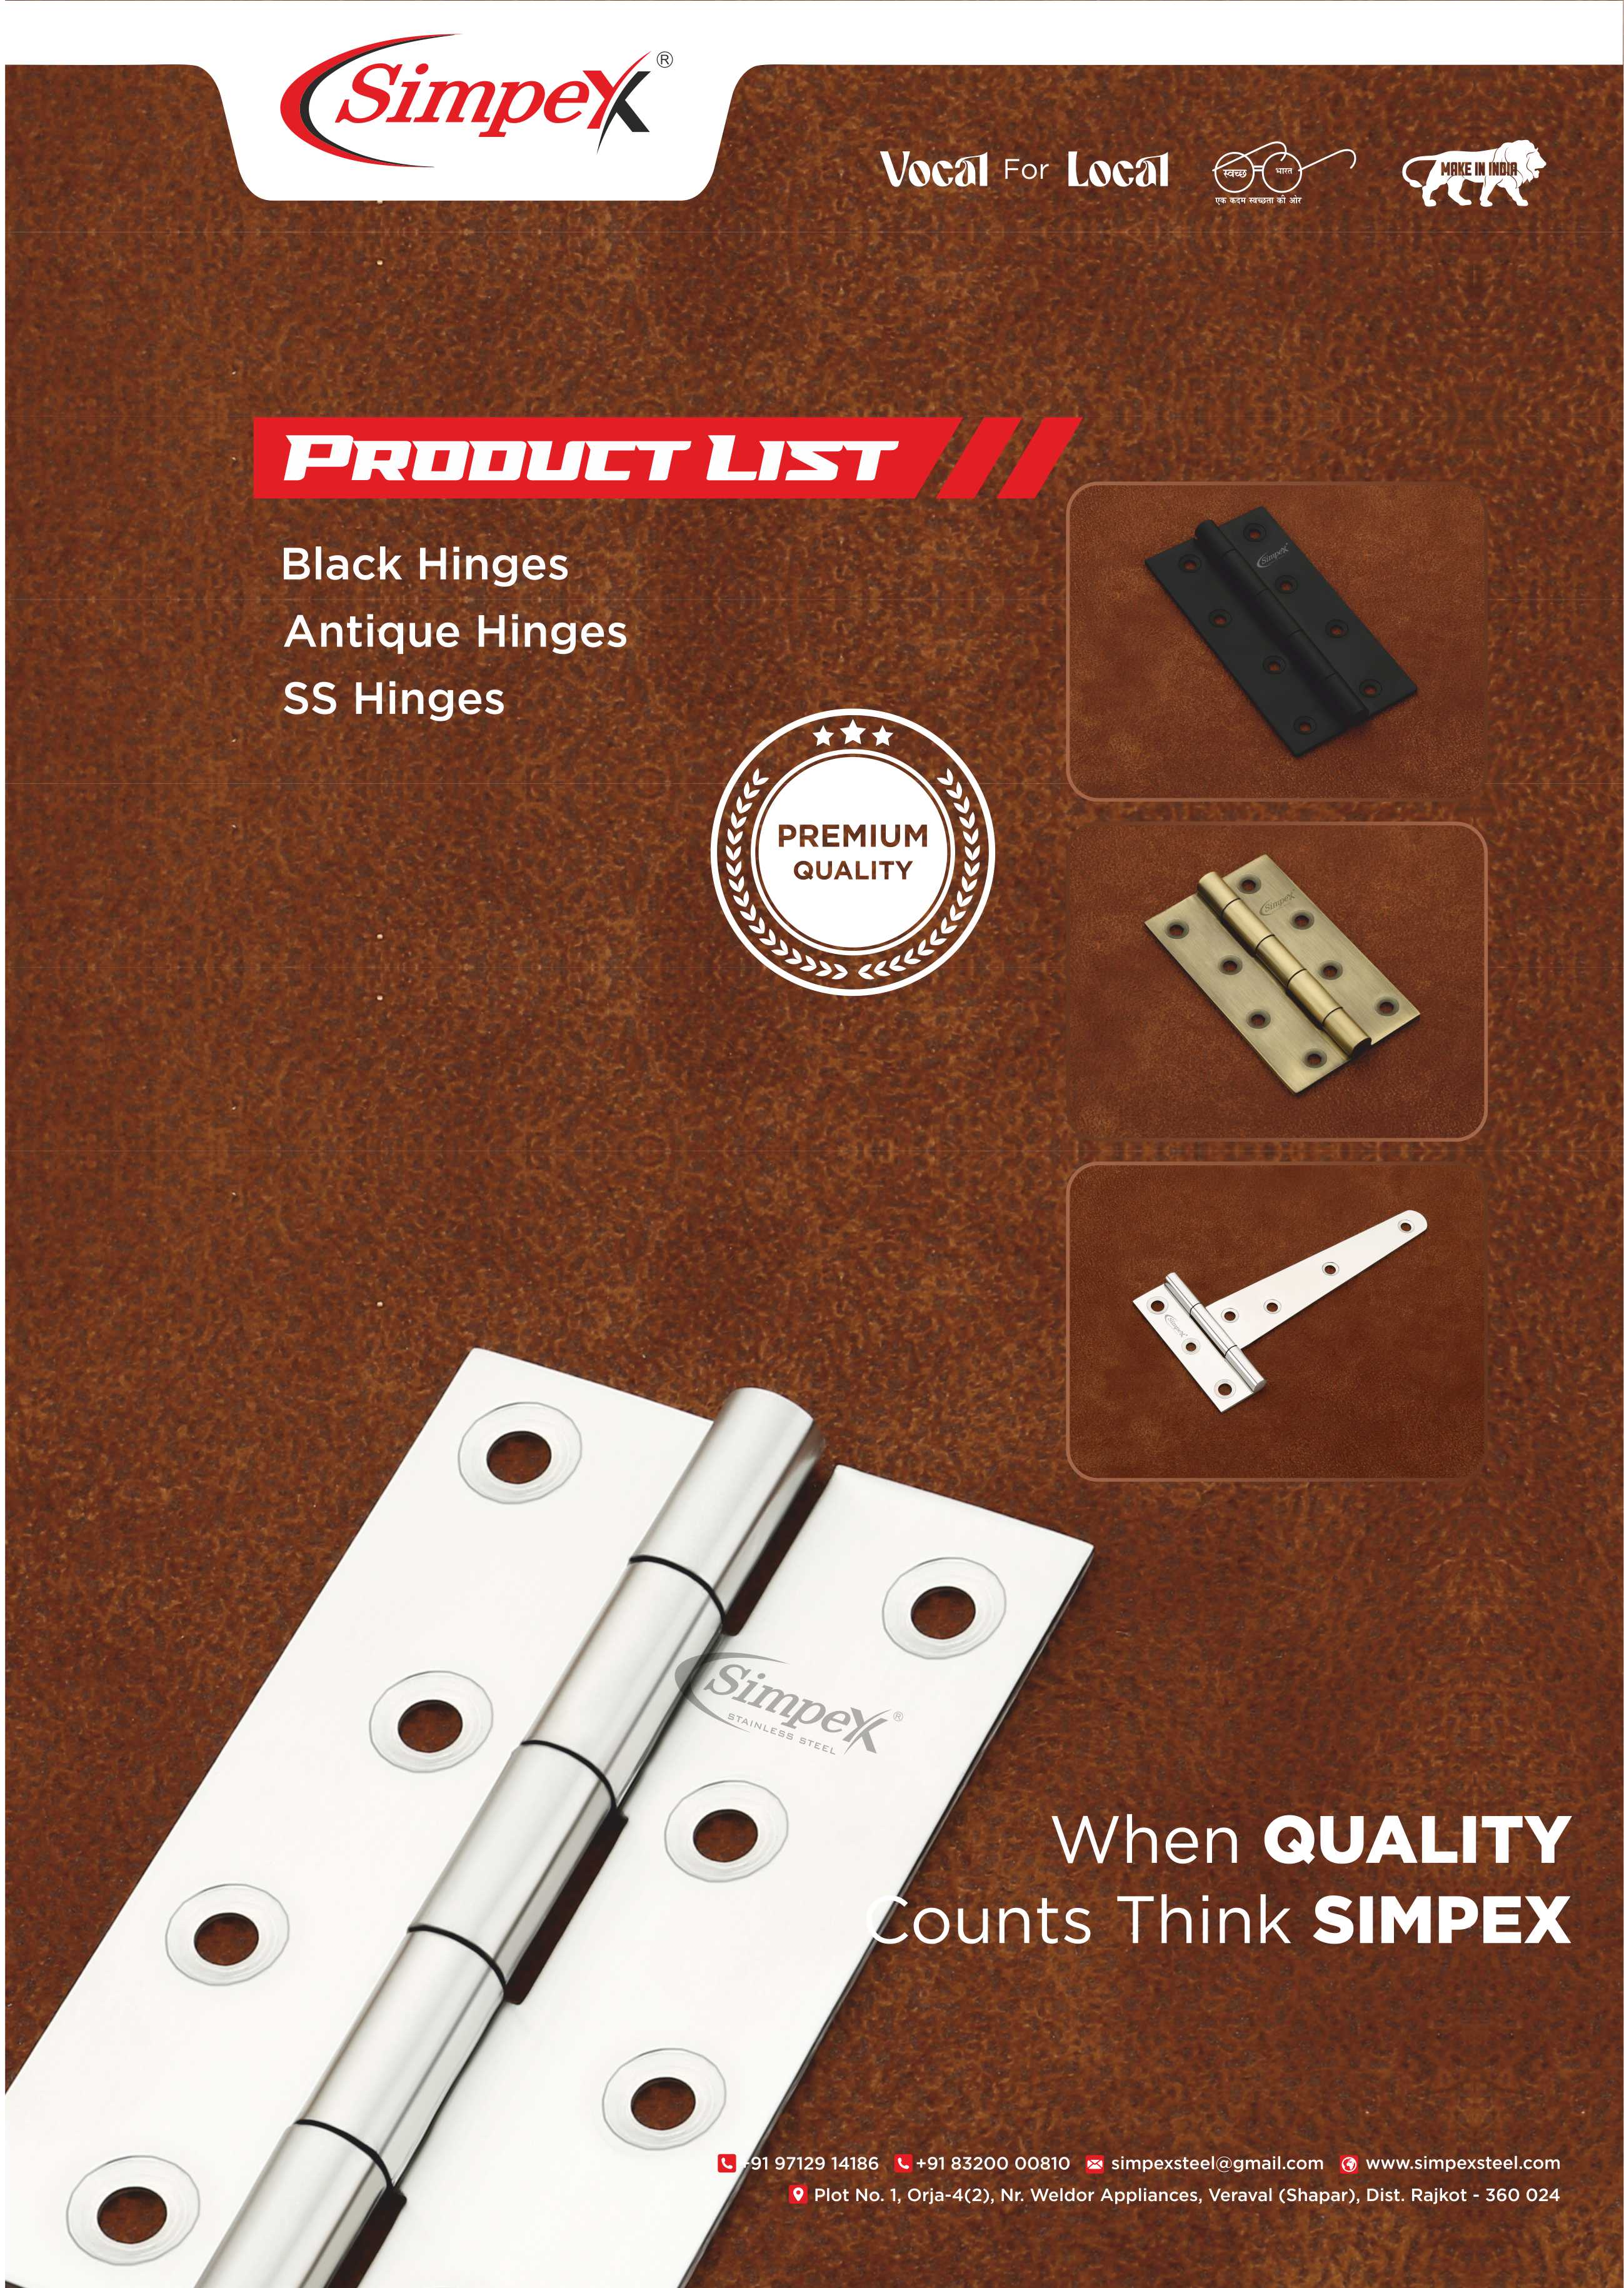 Simpex®
Vocal For Local
स्वच्छ भारत
एक कदम स्वच्छता की ओर
MAKE IN INDIA
PRODUCT LIST
Black Hinges
Antique Hinges
SS Hinges
PREMIUM
QUALITY
Simpex
Simpex
Simpex
Simpex®
STAINLESS STEEL
When QUALITY
Counts Think SIMPEX
+91 97129 14186 +91 83200 00810 simpexsteel@gmail.com www.simpexsteel.com
Plot No. 1, Orja-4(2), Nr. Weldor Appliances, Veraval (Shapar), Dist. Rajkot - 360 024